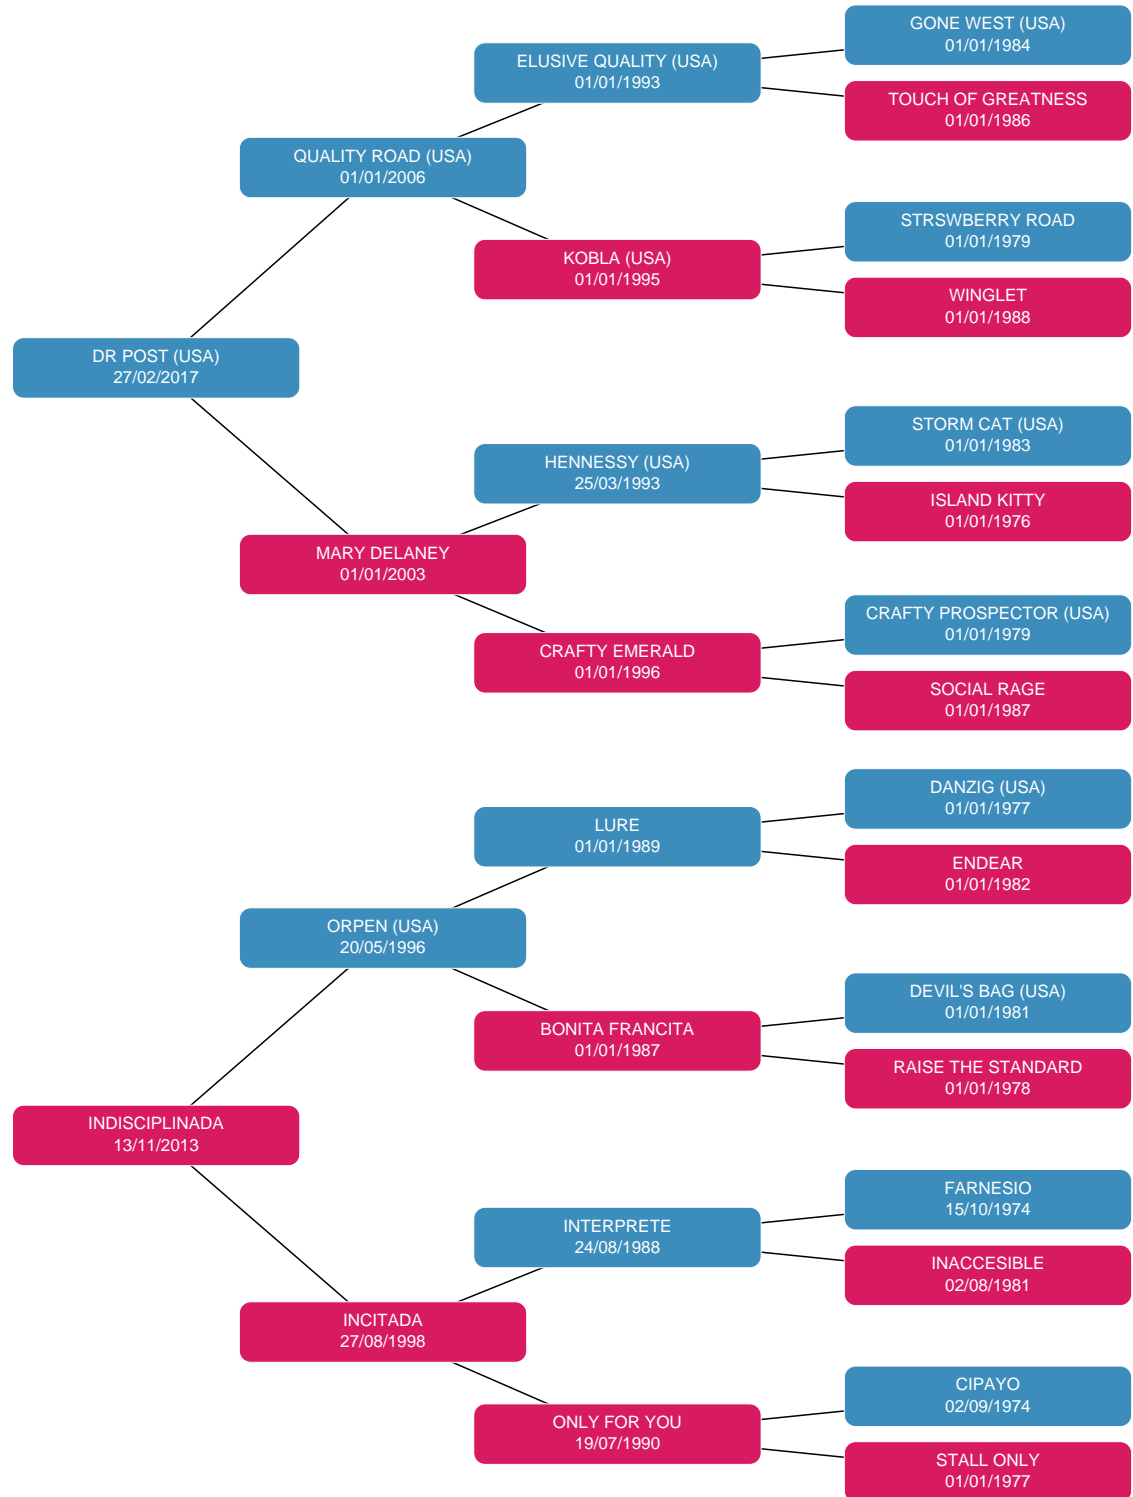 GONE WEST (USA)
01/01/1984
ELUSIVE QUALITY (USA)
01/01/1993
TOUCH OF GREATNESS
01/01/1986
QUALITY ROAD (USA)
01/01/2006
STRSWBERRY ROAD
01/01/1979
KOBLA (USA)
01/01/1995
WINGLET
01/01/1988
DR POST (USA)
27/02/2017
STORM CAT (USA)
01/01/1983
HENNESSY (USA)
25/03/1993
ISLAND KITTY
01/01/1976
MARY DELANEY
01/01/2003
CRAFTY PROSPECTOR (USA)
01/01/1979
CRAFTY EMERALD
01/01/1996
SOCIAL RAGE
01/01/1987
DANZIG (USA)
01/01/1977
LURE
01/01/1989
ENDEAR
01/01/1982
ORPEN (USA)
20/05/1996
DEVIL'S BAG (USA)
01/01/1981
BONITA FRANCITA
01/01/1987
RAISE THE STANDARD
01/01/1978
INDISCIPLINADA
13/11/2013
FARNESIO
15/10/1974
INTERPRETE
24/08/1988
INACCESIBLE
02/08/1981
INCITADA
27/08/1998
CIPAYO
02/09/1974
ONLY FOR YOU
19/07/1990
STALL ONLY
01/01/1977